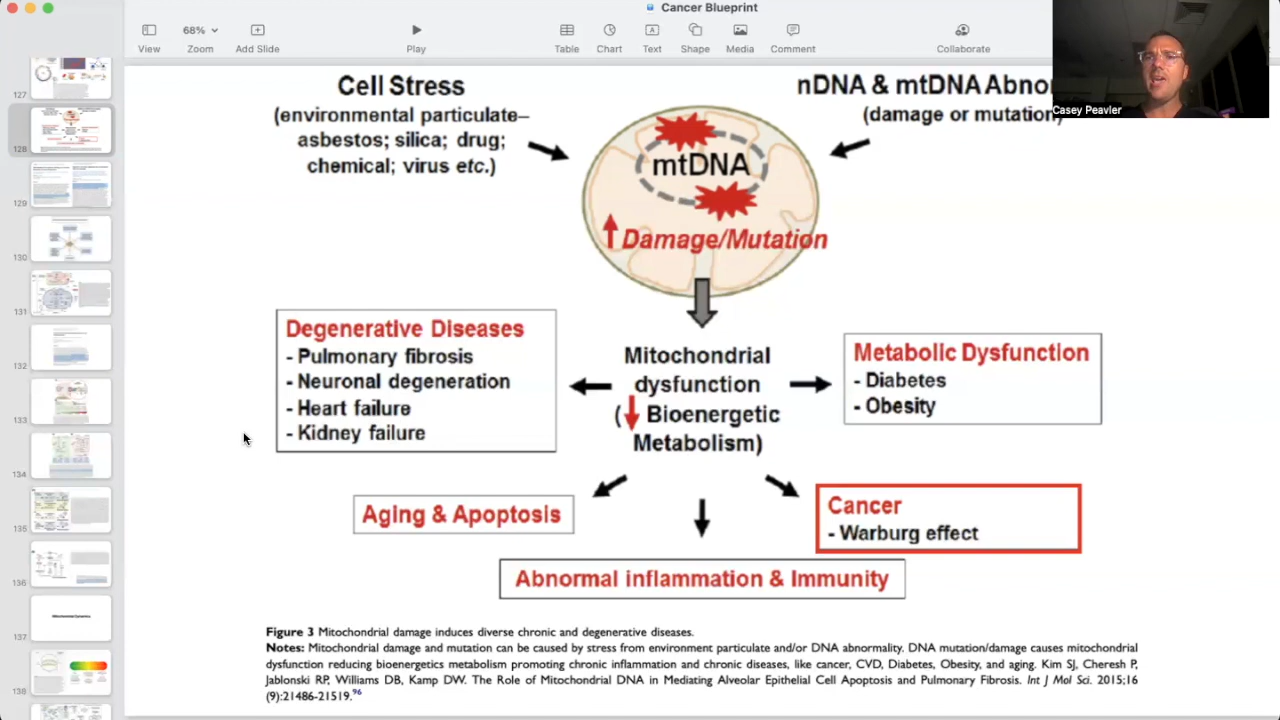 Cancer Blueprint
68%
View
Zoom
Add Slide
Play
Table
Chart
Text
Shape
Media
Comment
Collaborate
Casey Peavler
127
128
129
130
131
132
133
134
135
136
137
138
Cell Stress
(environmental particulate–
asbestos; silica; drug;
chemical; virus etc.)
nDNA & mtDNA Abno
(damage or mutation)
mtDNA
Damage/Mutation
Degenerative Diseases
- Pulmonary fibrosis
- Neuronal degeneration
- Heart failure
- Kidney failure
Mitochondrial
dysfunction
( Bioenergetic
Metabolism)
Metabolic Dysfunction
- Diabetes
- Obesity
Aging & Apoptosis
Cancer
- Warburg effect
Abnormal inflammation & Immunity
Figure 3 Mitochondrial damage induces diverse chronic and degenerative diseases.
Notes: Mitochondrial damage and mutation can be caused by stress from environment particulate and/or DNA abnormality. DNA mutation/damage causes mitochondrial
dysfunction reducing bioenergetics metabolism promoting chronic inflammation and chronic diseases, like cancer, CVD, Diabetes, Obesity, and aging. Kim SJ, Cheresh P,
Jablonski RP, Williams DB, Kamp DW. The Role of Mitochondrial DNA in Mediating Alveolar Epithelial Cell Apoptosis and Pulmonary Fibrosis. Int J Mol Sci. 2015;16
(9):21486-21519.96